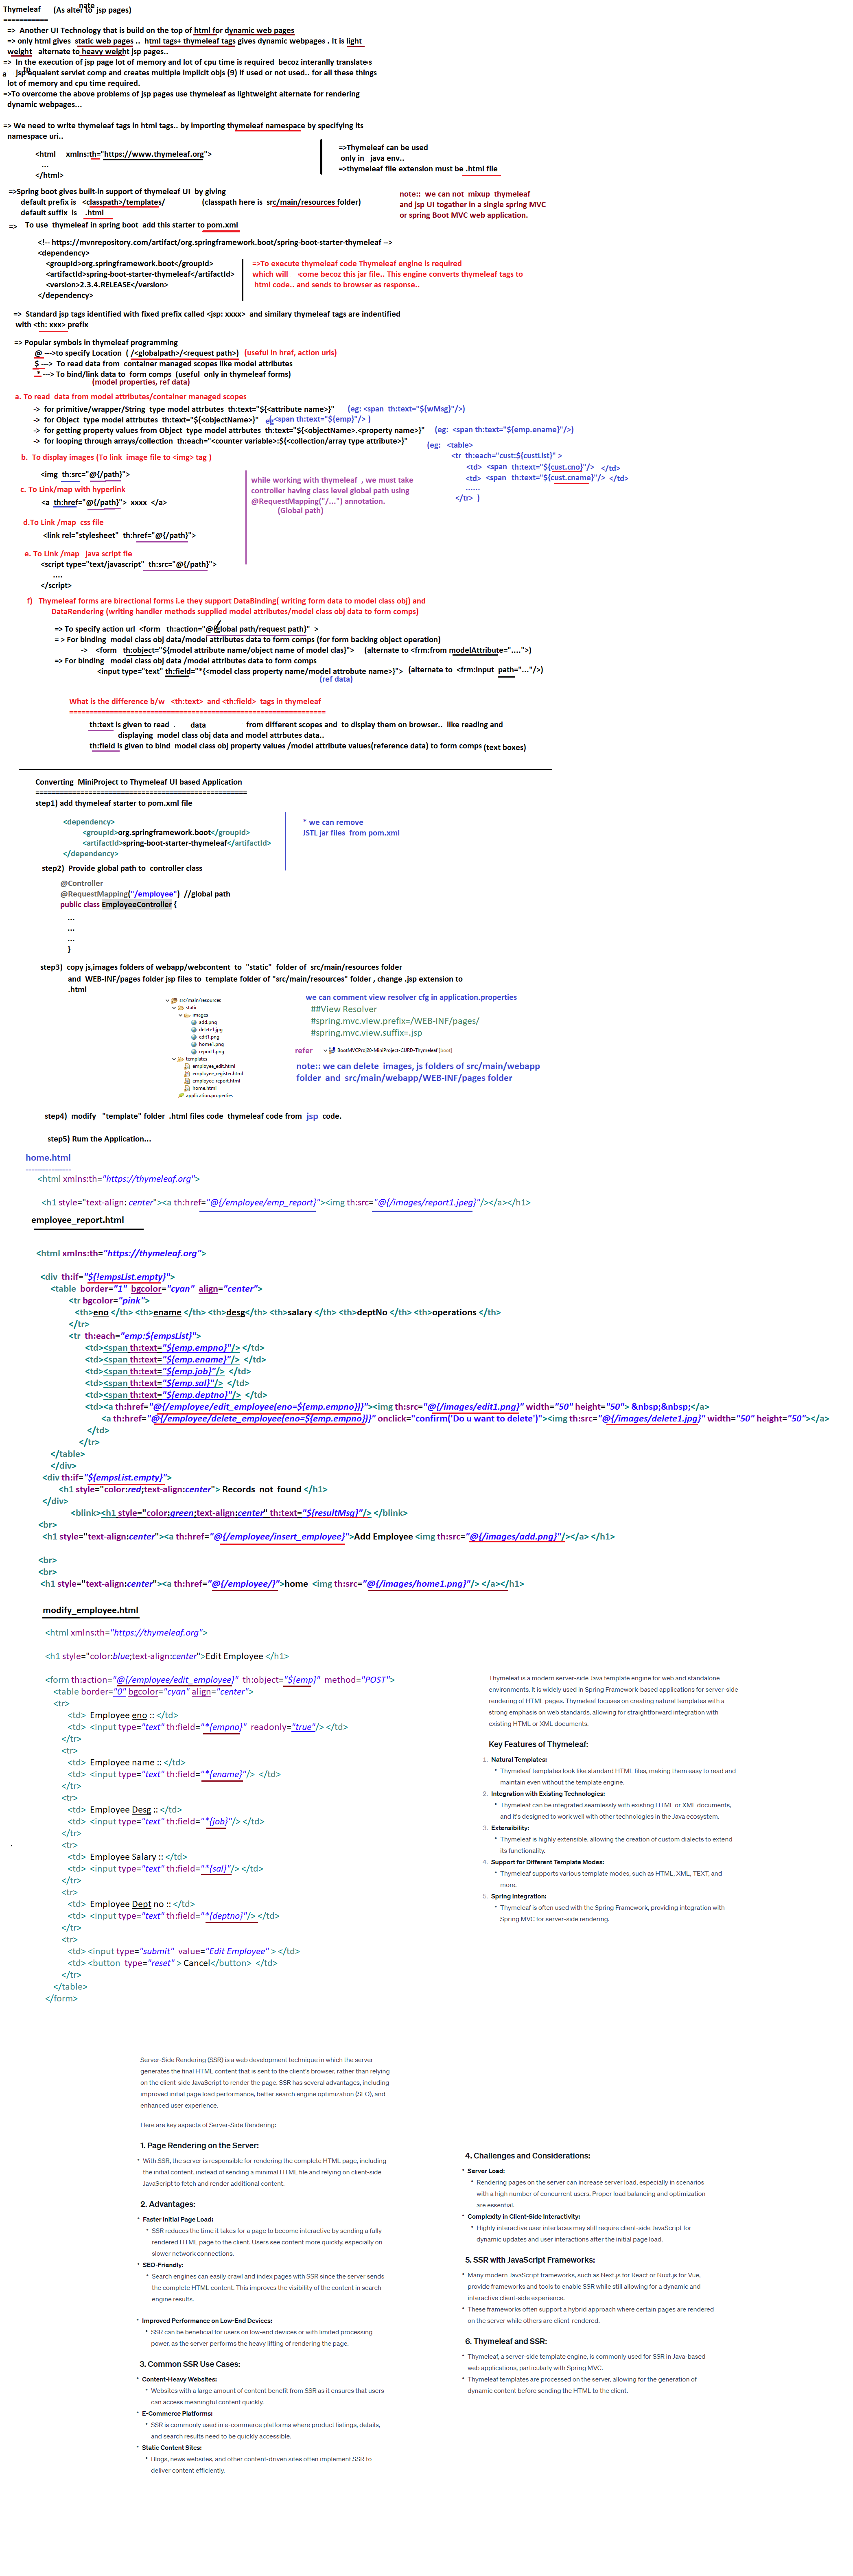 Thymeleaf (As alternate to jsp pages)
===========
=> Another UI Technology that is build on the top of html for dynamic web pages
=> only html gives static web pages .. html tags+ thymeleaf tags gives dynamic webpages . It is light
weight alternate to heavy weight jsp pages..
=> In the execution of jsp page lot of memory and lot of cpu time is required becoz interanlly translates
a jsp to equalent servlet comp and creates multiple implicit objs (9) if used or not used.. for all these things
lot of memory and cpu time required.
=>To overcome the above problems of jsp pages use thymeleaf as lightweight alternate for rendering
dynamic webpages...
=> We need to write thymeleaf tags in html tags.. by importing thymeleaf namespace by specifying its
namespace uri..
<html xmlns:th="https://www.thymeleaf.org">
...
</html>
=>Thymeleaf can be used
only in java env..
=>thymeleaf file extension must be .html file
=>Spring boot gives built-in support of thymeleaf UI by giving
default prefix is <classpath>/templates/ (classpath here is src/main/resources folder)
default suffix is .html
note:: we can not mixup thymeleaf
and jsp UI togather in a single spring MVC
or spring Boot MVC web application.
=> To use thymeleaf in spring boot add this starter to pom.xml
<!-- https://mvnrepository.com/artifact/org.springframework.boot/spring-boot-starter-thymeleaf -->
<dependency>
<groupId>org.springframework.boot</groupId>
<artifactId>spring-boot-starter-thymeleaf</artifactId>
<version>2.3.4.RELEASE</version>
</dependency>
=>To execute thymeleaf code Thymeleaf engine is required
which will come becoz this jar file.. This engine converts thymeleaf tags to
html code.. and sends to browser as response..
=> Standard jsp tags identified with fixed prefix called <jsp: xxxx> and similary thymeleaf tags are indentified
with <th: xxx> prefix
=> Popular symbols in thymeleaf programming
@ --->to specify Location ( /<globalpath>/<request path>) (useful in href, action urls)
$ ---> To read data from container managed scopes like model attributes
* ---> To bind/link data to form comps (useful only in thymeleaf forms)
(model properties, ref data)
a. To read data from model attributes/container managed scopes
-> for primitive/wrapper/String type model attrbutes th:text="${<attribute name>}" (eg: <span th:text="${wMsg}"/>)
-> for Object type model attrbutes th:text="${<objectName>}" eg (<span th:text="${emp}"/> )
-> for getting property values from Object type model attrbutes th:text="${<objectName>.<property name>}" (eg: <span th:text="${emp.ename}"/>)
-> for looping through arrays/collection th:each="<counter variable>:${<collection/array type attribute>}"
(eg: <table>
<tr th:each="cust:${custList}" >
<td> <span th:text="${cust.cno}"/> </td>
<td> <span th:text="${cust.cname}"/> </td>
......
</tr> )
b. To display images (To link image file to <img> tag )
<img th:src="@{/path}">
c. To Link/map with hyperlink
<a th:href="@{/path}"> xxxx </a>
d.To Link /map css file
<link rel="stylesheet" th:href="@{/path}">
e. To Link /map java script fle
<script type="text/javascript" th:src="@{/path}">
....
</script>
while working with thymeleaf , we must take
controller having class level global path using
@RequestMapping("/...") annotation.
(Global path)
f) Thymeleaf forms are birectional forms i.e they support DataBinding( writing form data to model class obj) and
DataRendering (writing handler methods supplied model attributes/model class obj data to form comps)
=> To specify action url <form th:action="@{global path/request path}" >
= > For binding model class obj data/model attributes data to form comps (for form backing object operation)
-> <form th:object="${model attribute name/object name of model clas}"> (alternate to <frm:from modelAttribute="....">)
=> For binding model class obj data /model attributes data to form comps
<input type="text" th:field="*{<model class property name/model attrobute name>}"> (alternate to <frm:input path="..."/>)
(ref data)
What is the difference b/w <th:text> and <th:field> tags in thymeleaf
==============================================================
th:text is given to read data from different scopes and to display them on browser.. like reading and
displaying model class obj data and model attrbutes data..
th:field is given to bind model class obj property values /model attribute values(reference data) to form comps (text boxes)
Converting MiniProject to Thymeleaf UI based Application
===================================================
step1) add thymeleaf starter to pom.xml file
<dependency>
<groupId>org.springframework.boot</groupId>
<artifactId>spring-boot-starter-thymeleaf</artifactId>
</dependency>
* we can remove
JSTL jar files from pom.xml
step2) Provide global path to controller class
@Controller
@RequestMapping("/employee") //global path
public class EmployeeController {
...
...
...
}
step3) copy js,images folders of webapp/webcontent to "static" folder of src/main/resources folder
and WEB-INF/pages folder jsp files to template folder of "src/main/resources" folder , change .jsp extension to
.html
src/main/resources
static
images
add.png
delete1.jpg
edit1.png
home1.png
report1.png
templates
employee_edit.html
employee_register.html
employee_report.html
home.html
application.properties
we can comment view resolver cfg in application.properties
##View Resolver
#spring.mvc.view.prefix=/WEB-INF/pages/
#spring.mvc.view.suffix=.jsp
refer BootMVCProj20-MiniProject-CURD-Thymeleaf [boot]
note:: we can delete images, js folders of src/main/webapp
folder and src/main/webapp/WEB-INF/pages folder
step4) modify "template" folder .html files code thymeleaf code from jsp code.
step5) Rum the Application...
home.html
----------------
<html xmlns:th="https://thymeleaf.org">
<h1 style="text-align: center"><a th:href="@{/employee/emp_report}"><img th:src="@{/images/report1.jpeg}"/></a></h1>
employee_report.html
<html xmlns:th="https://thymeleaf.org">
<div th:if="${!empsList.empty}">
<table border="1" bgcolor="cyan" align="center">
<tr bgcolor="pink">
<th>eno </th> <th>ename </th> <th>desg</th> <th>salary </th> <th>deptNo </th> <th>operations </th>
</tr>
<tr th:each="emp:${empsList}">
<td><span th:text="${emp.empno}"/> </td>
<td><span th:text="${emp.ename}"/> </td>
<td><span th:text="${emp.job}"/> </td>
<td><span th:text="${emp.sal}"/> </td>
<td><span th:text="${emp.deptno}"/> </td>
<td><a th:href="@{/employee/edit_employee(eno=${emp.empno})}"><img th:src="@{/images/edit1.png}" width="50" height="50"> &nbsp;&nbsp;</a>
<a th:href="@{/employee/delete_employee(eno=${emp.empno})}" onclick="confirm('Do u want to delete')"><img th:src="@{/images/delete1.jpg}" width="50" height="50"></a>
</td>
</tr>
</table>
</div>
<div th:if="${empsList.empty}">
<h1 style="color:red;text-align:center"> Records not found </h1>
</div>
<blink><h1 style="color:green;text-align:center" th:text="${resultMsg}"/> </blink>
<br>
<h1 style="text-align:center"><a th:href="@{/employee/insert_employee}">Add Employee <img th:src="@{/images/add.png}"/></a> </h1>
<br>
<br>
<h1 style="text-align:center"><a th:href="@{/employee/}">home <img th:src="@{/images/home1.png}"/> </a></h1>
modify_employee.html
<html xmlns:th="https://thymeleaf.org">
<h1 style="color:blue;text-align:center">Edit Employee </h1>
<form th:action="@{/employee/edit_employee}" th:object="${emp}" method="POST">
<table border="0" bgcolor="cyan" align="center">
<tr>
<td> Employee eno :: </td>
<td> <input type="text" th:field="*{empno}" readonly="true"/> </td>
</tr>
<tr>
<td> Employee name :: </td>
<td> <input type="text" th:field="*{ename}"/> </td>
</tr>
<tr>
<td> Employee Desg :: </td>
<td> <input type="text" th:field="*{job}"/> </td>
</tr>
<tr>
<td> Employee Salary :: </td>
<td> <input type="text" th:field="*{sal}"/> </td>
</tr>
<tr>
<td> Employee Dept no :: </td>
<td> <input type="text" th:field="*{deptno}"/> </td>
</tr>
<tr>
<td> <input type="submit" value="Edit Employee" > </td>
<td> <button type="reset" > Cancel</button> </td>
</tr>
</table>
</form>
Thymeleaf is a modern server-side Java template engine for web and standalone
environments. It is widely used in Spring Framework-based applications for server-side
rendering of HTML pages. Thymeleaf focuses on creating natural templates with a
strong emphasis on web standards, allowing for straightforward integration with
existing HTML or XML documents.
Key Features of Thymeleaf:
1. Natural Templates:
• Thymeleaf templates look like standard HTML files, making them easy to read and
maintain even without the template engine.
2. Integration with Existing Technologies:
• Thymeleaf can be integrated seamlessly with existing HTML or XML documents,
and it's designed to work well with other technologies in the Java ecosystem.
3. Extensibility:
• Thymeleaf is highly extensible, allowing the creation of custom dialects to extend
its functionality.
4. Support for Different Template Modes:
• Thymeleaf supports various template modes, such as HTML, XML, TEXT, and
more.
5. Spring Integration:
• Thymeleaf is often used with the Spring Framework, providing integration with
Spring MVC for server-side rendering.
Server-Side Rendering (SSR) is a web development technique in which the server
generates the final HTML content that is sent to the client's browser, rather than relying
on the client-side JavaScript to render the page. SSR has several advantages, including
improved initial page load performance, better search engine optimization (SEO), and
enhanced user experience.
Here are key aspects of Server-Side Rendering:
1. Page Rendering on the Server:
• With SSR, the server is responsible for rendering the complete HTML page, including
the initial content, instead of sending a minimal HTML file and relying on client-side
JavaScript to fetch and render additional content.
2. Advantages:
• Faster Initial Page Load:
• SSR reduces the time it takes for a page to become interactive by sending a fully
rendered HTML page to the client. Users see content more quickly, especially on
slower network connections.
• SEO-Friendly:
• Search engines can easily crawl and index pages with SSR since the server sends
the complete HTML content. This improves the visibility of the content in search
engine results.
• Improved Performance on Low-End Devices:
• SSR can be beneficial for users on low-end devices or with limited processing
power, as the server performs the heavy lifting of rendering the page.
3. Common SSR Use Cases:
• Content-Heavy Websites:
• Websites with a large amount of content benefit from SSR as it ensures that users
can access meaningful content quickly.
• E-Commerce Platforms:
• SSR is commonly used in e-commerce platforms where product listings, details,
and search results need to be quickly accessible.
• Static Content Sites:
• Blogs, news websites, and other content-driven sites often implement SSR to
deliver content efficiently.
4. Challenges and Considerations:
• Server Load:
• Rendering pages on the server can increase server load, especially in scenarios
with a high number of concurrent users. Proper load balancing and optimization
are essential.
• Complexity in Client-Side Interactivity:
• Highly interactive user interfaces may still require client-side JavaScript for
dynamic updates and user interactions after the initial page load.
5. SSR with JavaScript Frameworks:
• Many modern JavaScript frameworks, such as Next.js for React or Nuxt.js for Vue,
provide frameworks and tools to enable SSR while still allowing for a dynamic and
interactive client-side experience.
• These frameworks often support a hybrid approach where certain pages are rendered
on the server while others are client-rendered.
6. Thymeleaf and SSR:
• Thymeleaf, a server-side template engine, is commonly used for SSR in Java-based
web applications, particularly with Spring MVC.
• Thymeleaf templates are processed on the server, allowing for the generation of
dynamic content before sending the HTML to the client.